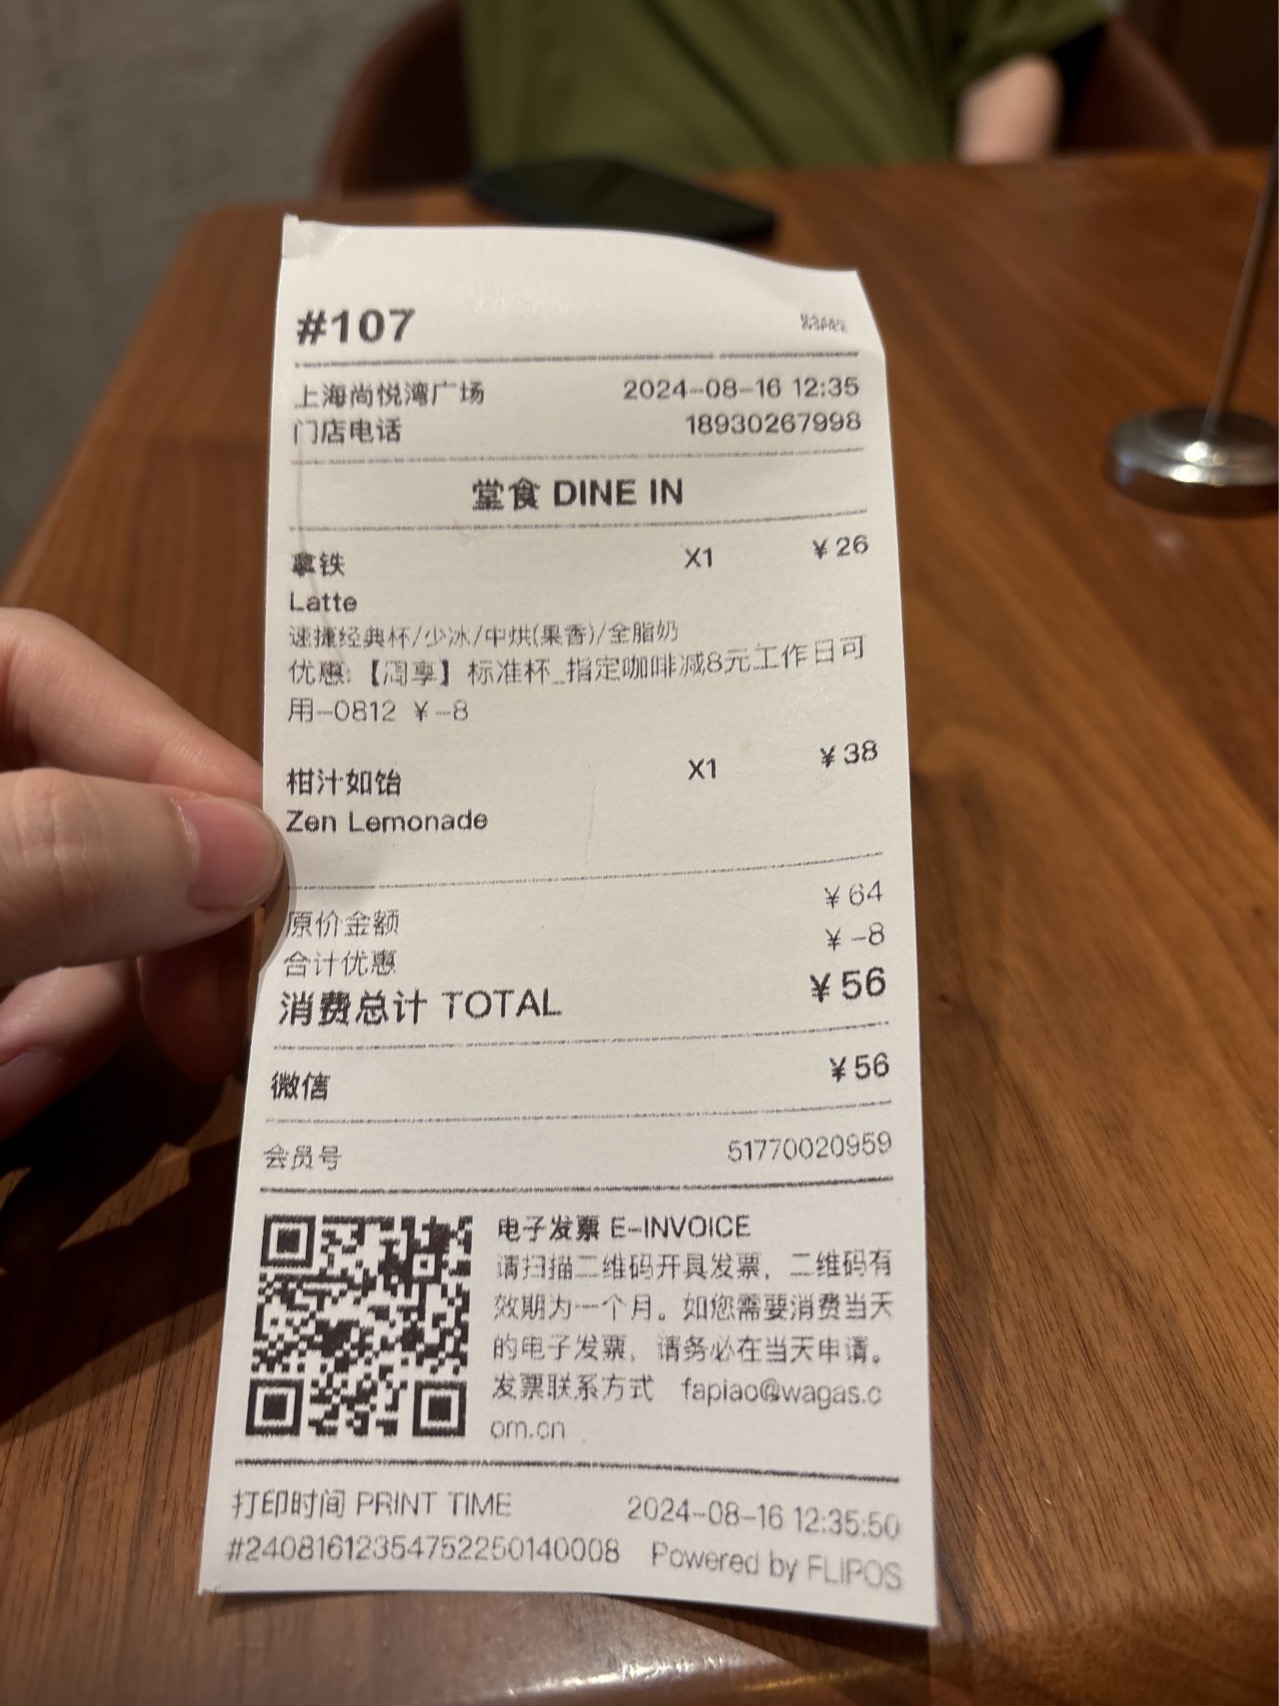 #107
上海尚悦湾广场 2024-08-16 12:35
门店电话 18930267998
堂食 DINE IN
拿铁 X1 ¥26
Latte
速撞经典杯/少冰/中烘(果香)/全脂奶
优惠:【周享】标准杯_指定咖啡减8元工作日可
用-0812 ¥-8
柑汁如饴 X1 ¥38
Zen Lemonade
原价金额 ¥64
合计优惠 ¥-8
消费总计 TOTAL ¥56
微信 ¥56
会员号 51770020959
电子发票 E-INVOICE
请扫描二维码开具发票，二维码有
效期为一个月。如您需要消费当天
的电子发票，请务必在当天申请。
发票联系方式 fapiao@wagas.c
om.cn
打印时间 PRINT TIME 2024-08-16 12:35:50
#240816123547522501​40008 Powered by FLIPOS